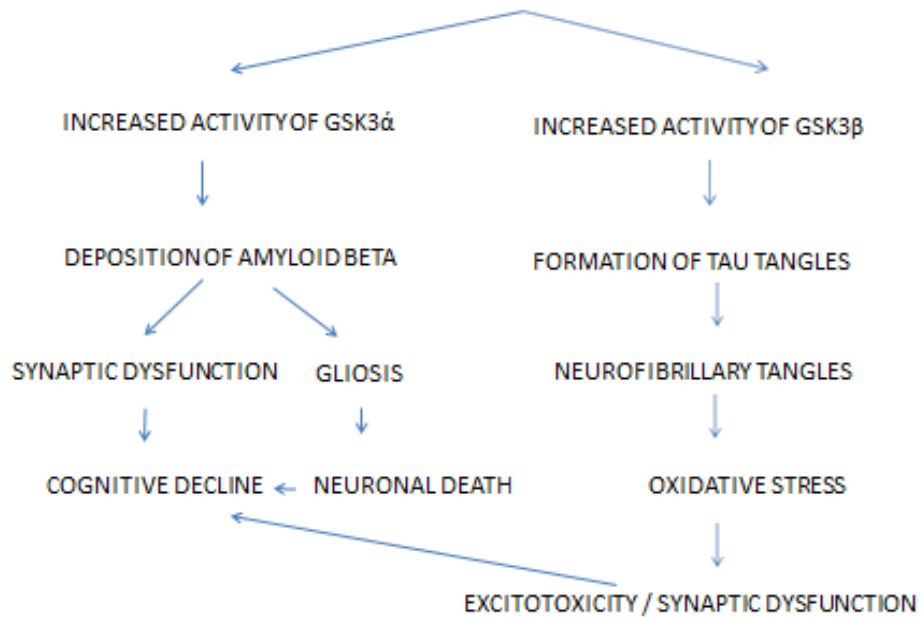 INCREASED ACTIVITY OF GSK3ά
INCREASED ACTIVITY OF GSK3β
DEPOSITION OF AMYLOID BETA
FORMATION OF TAU TANGLES
SYNAPTIC DYSFUNCTION
GLIOSIS
NEUROFIBRILLARY TANGLES
COGNITIVE DECLINE
NEURONAL DEATH
OXIDATIVE STRESS
EXCITOTOXICITY / SYNAPTIC DYSFUNCTION